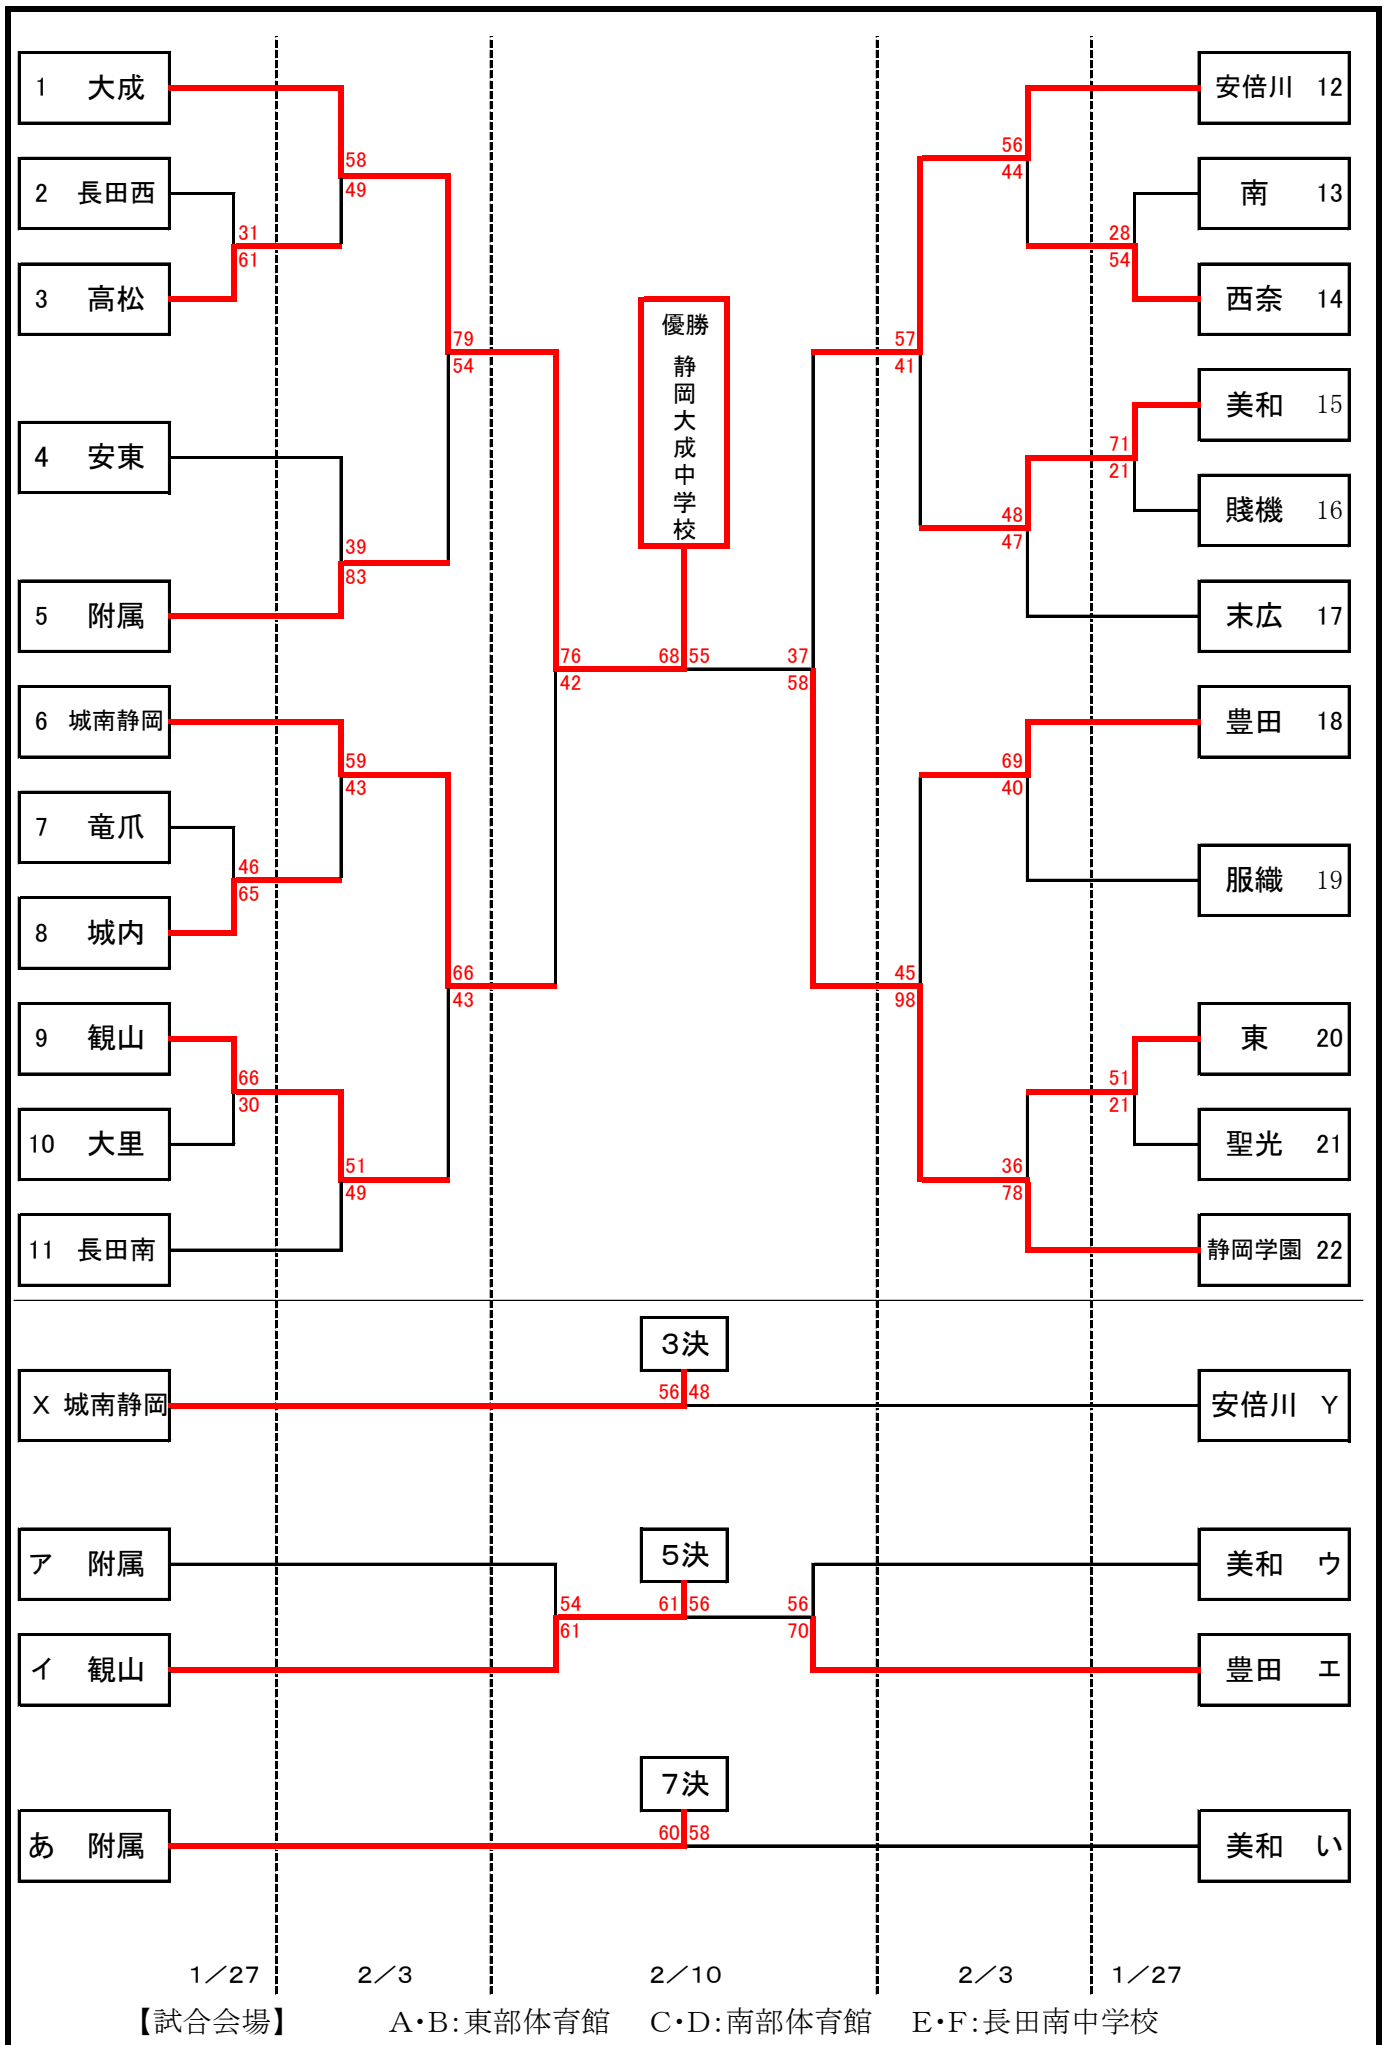 1 大成
安倍川 12
56
44
58
49
2 長田西
南 13
31
61
28
54
3 高松
西奈 14
優勝
静岡大成中学校
79
54
57
41
美和 15
71
21
4 安東
賤機 16
48
47
39
83
5 附属
末広 17
76
42
68 55
37
58
6 城南静岡
豊田 18
59
43
69
40
7 竜爪
46
65
服織 19
8 城内
66
43
45
98
9 観山
東 20
66
30
51
21
10 大里
聖光 21
51
49
36
78
11 長田南
静岡学園 22
3決
X 城南静岡
56 48
安倍川 Y
ア 附属
5決
美和 ウ
54
61
61 56
56
70
イ 観山
豊田 エ
7決
あ 附属
60 58
美和 い
1/27 2/3 2/10 2/3 1/27
【試合会場】 A・B:東部体育館 C・D:南部体育館 E・F:長田南中学校